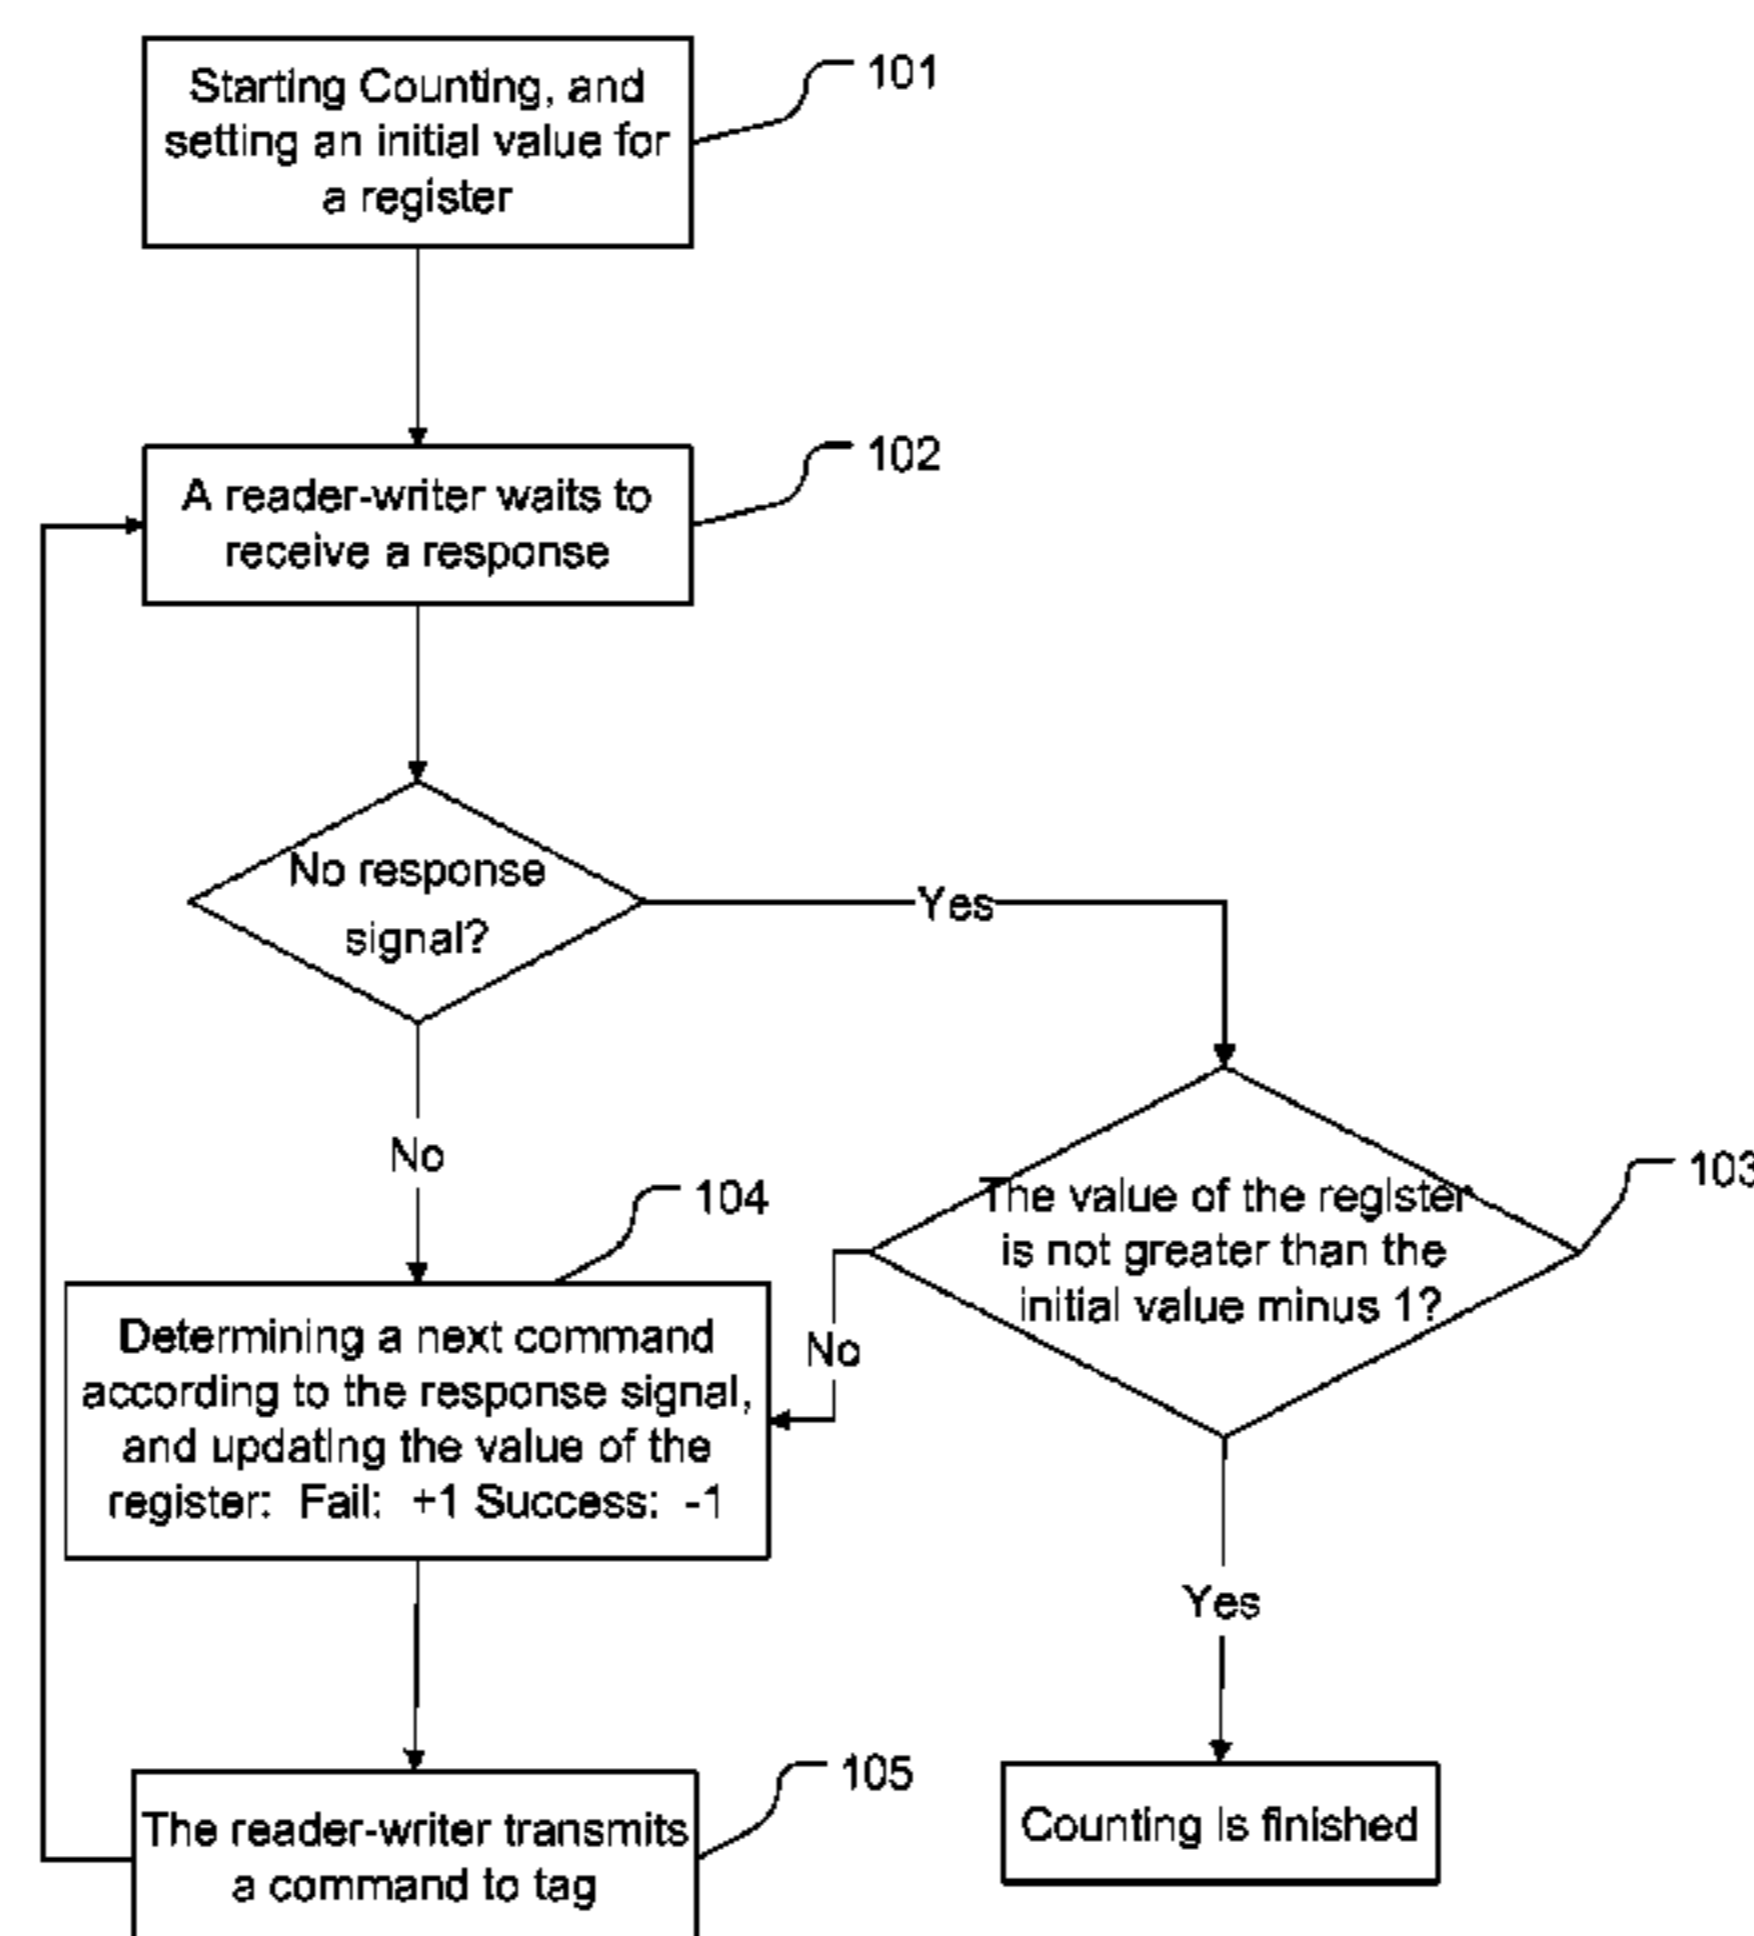 Starting Counting, and
setting an initial value for
a register
101
A reader-writer waits to
receive a response
102
No response
signal?
Yes
No
The value of the register
is not greater than the
initial value minus 1?
103
No
104
Determining a next command
according to the response signal,
and updating the value of the
register: Fail: +1 Success: -1
Yes
The reader-writer transmits
a command to tag
105
Counting is finished